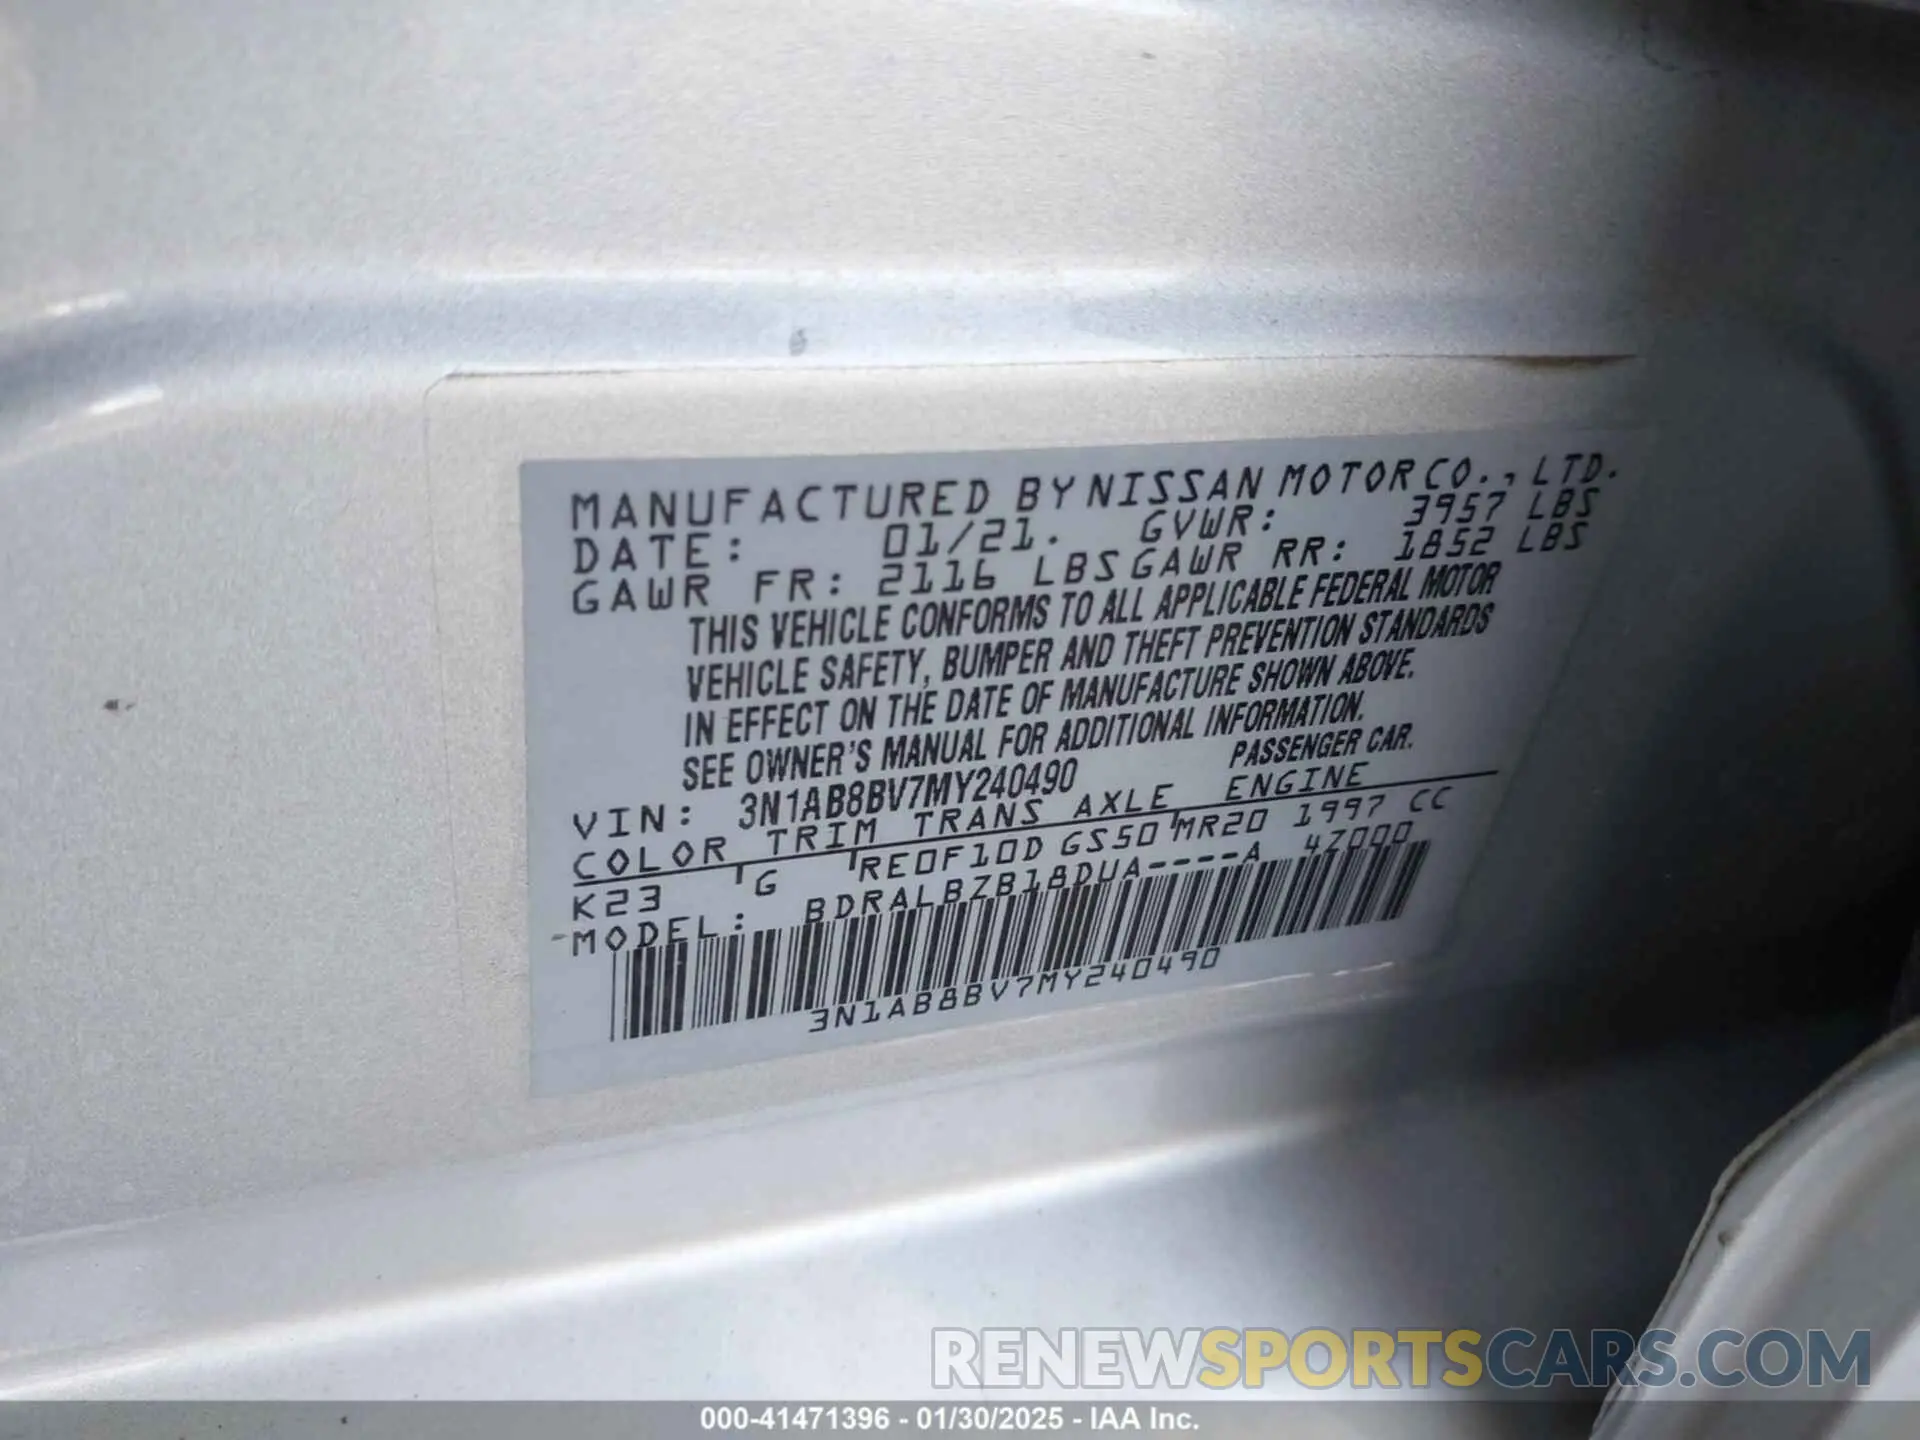 MANUFACTURED BY NISSAN MOTOR CO., LTD.
DATE: 01/21. GVWR: 3957 LBS
GAWR FR: 2116 LBS GAWR RR: 1852 LBS
THIS VEHICLE CONFORMS TO ALL APPLICABLE FEDERAL MOTOR
VEHICLE SAFETY, BUMPER AND THEFT PREVENTION STANDARDS
IN EFFECT ON THE DATE OF MANUFACTURE SHOWN ABOVE.
SEE OWNER'S MANUAL FOR ADDITIONAL INFORMATION.
VIN: 3N1AB8BV7MY240490 PASSENGER CAR.
COLOR TRIM TRANS AXLE ENGINE
K23 G RE0F10D GS50 MR20 1997 CC
MODEL: BDRALBZB18DUA----A 4Z000
3N1AB8BV7MY240490
RENEWSPORTSCARS.COM
000-41471396 - 01/30/2025 - IAA Inc.